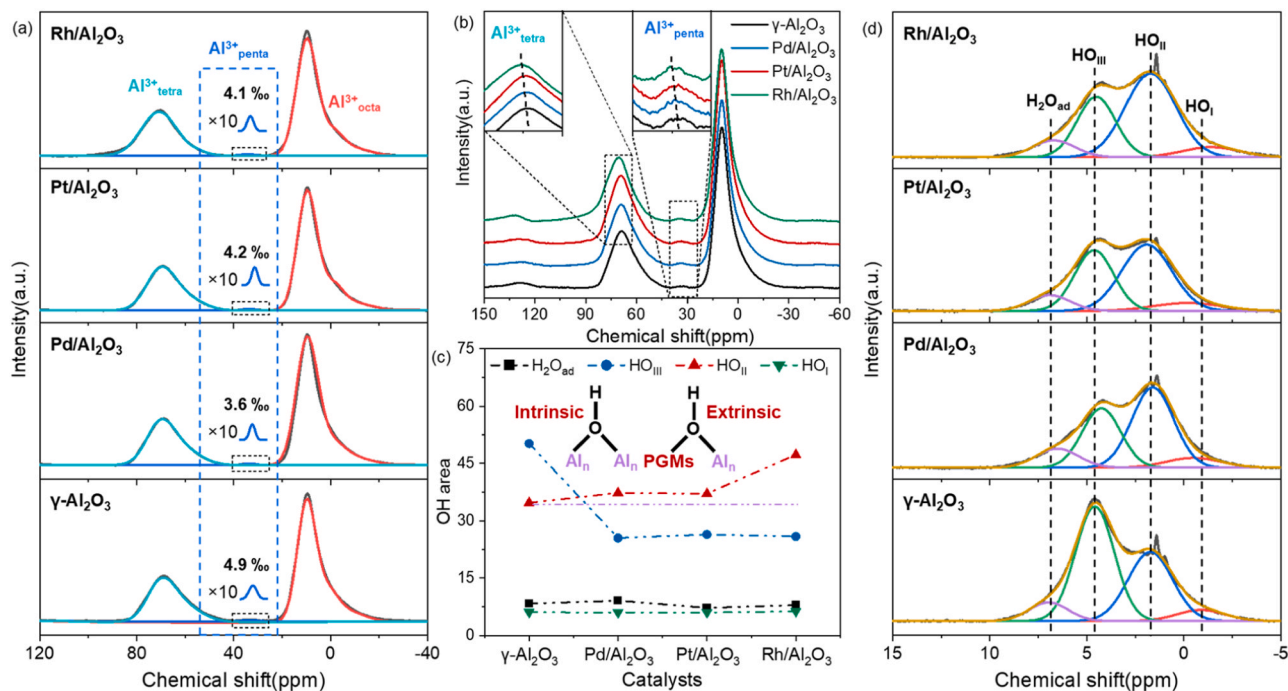 (a)
Rh/Al₂O₃
Al³⁺penta
Al³⁺tetra
4.1 ‰
×10
Al³⁺octa
Pt/Al₂O₃
4.2 ‰
×10
Pd/Al₂O₃
3.6 ‰
×10
γ-Al₂O₃
4.9 ‰
×10
Intensity(a.u.)
120 80 40 0 -40
Chemical shift(ppm)
(b)
Al³⁺tetra
Al³⁺penta
γ-Al₂O₃
Pd/Al₂O₃
Pt/Al₂O₃
Rh/Al₂O₃
Intensity(a.u.)
150 120 90 60 30 0 -30 -60
Chemical shift(ppm)
(c)
H₂Oad HOIII HOII HOI
H H
Intrinsic O O Extrinsic
Aln Aln PGMs Aln
OH area
75
60
45
30
15
0
γ-Al₂O₃ Pd/Al₂O₃ Pt/Al₂O₃ Rh/Al₂O₃
Catalysts
(d)
Rh/Al₂O₃
HOII
HOIII
H₂Oad
HOI
Pt/Al₂O₃
Pd/Al₂O₃
γ-Al₂O₃
Intensity(a.u.)
15 10 5 0 -5
Chemical shift(ppm)